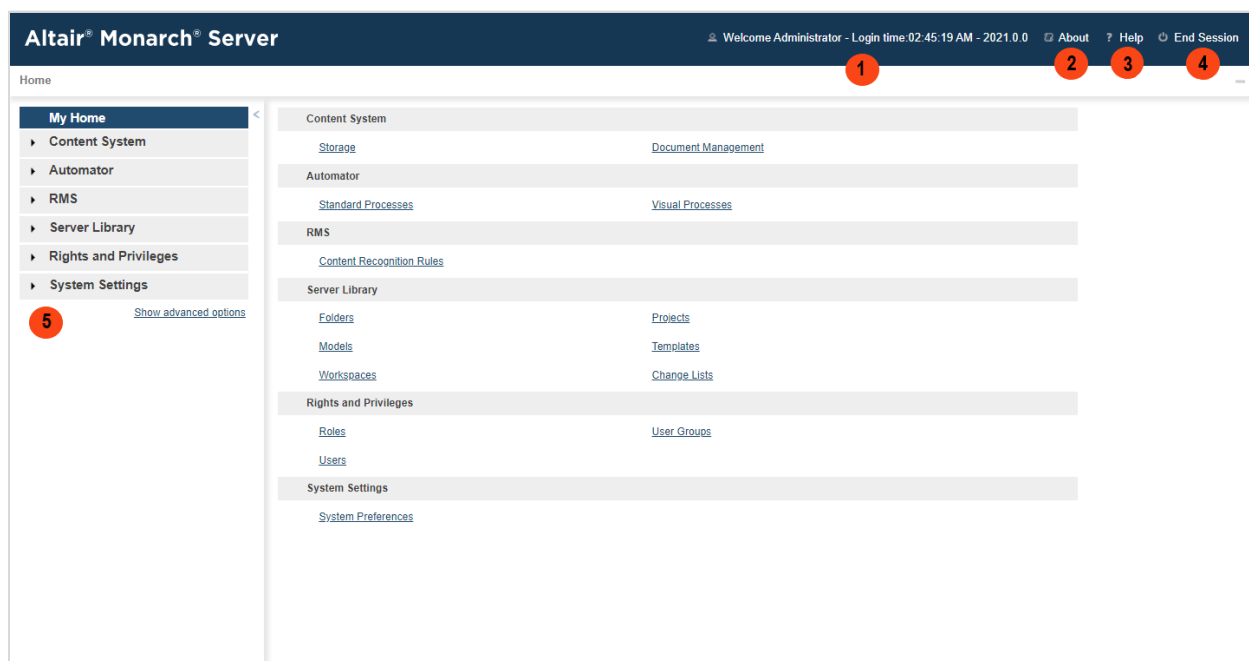 Altair® Monarch® Server
Welcome Administrator - Login time:02:45:19 AM - 2021.0.0
About
? Help
End Session
1
2
3
4
Home
My Home
<
Content System
Automator
RMS
Server Library
Rights and Privileges
System Settings
Show advanced options
5
Content System
Storage
Document Management
Automator
Standard Processes
Visual Processes
RMS
Content Recognition Rules
Server Library
Folders
Projects
Models
Templates
Workspaces
Change Lists
Rights and Privileges
Roles
User Groups
Users
System Settings
System Preferences